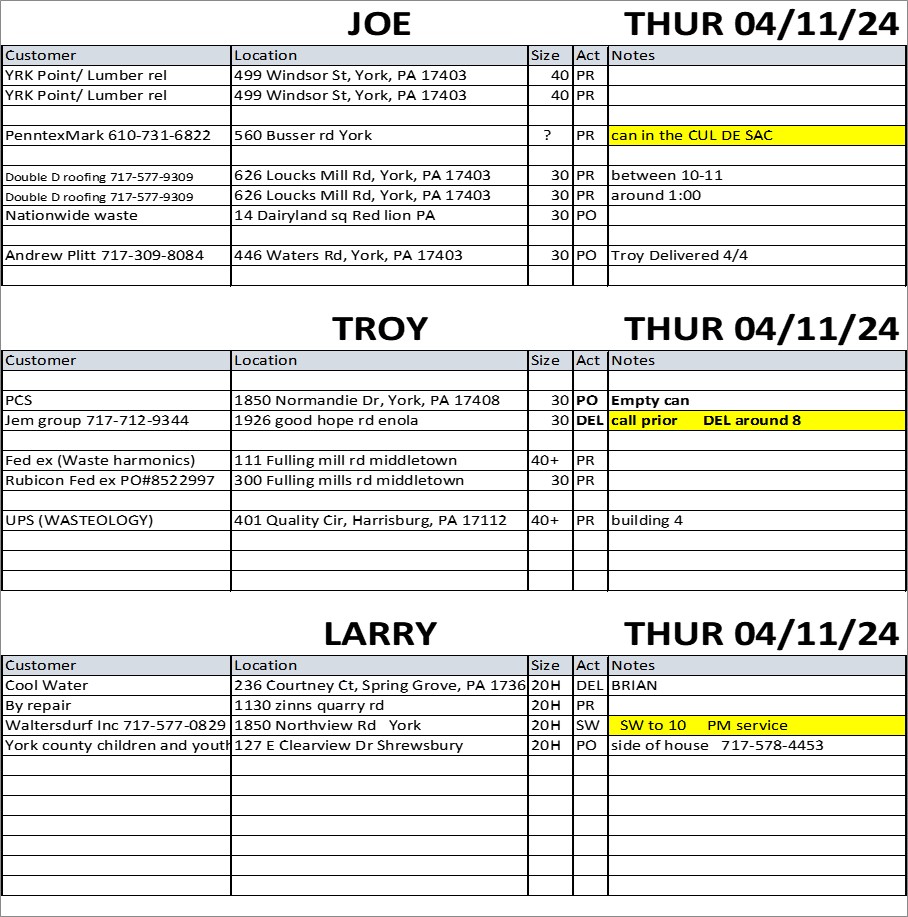 JOE THUR 04/11/24
Customer Location Size Act Notes
YRK Point/ Lumber rel 499 Windsor St, York, PA 17403 40 PR
YRK Point/ Lumber rel 499 Windsor St, York, PA 17403 40 PR
PenntexMark 610-731-6822 560 Busser rd York ? PR can in the CUL DE SAC
Double D roofing 717-577-9309 626 Loucks Mill Rd, York, PA 17403 30 PR between 10-11
Double D roofing 717-577-9309 626 Loucks Mill Rd, York, PA 17403 30 PR around 1:00
Nationwide waste 14 Dairyland sq Red lion PA 30 PO
Andrew Plitt 717-309-8084 446 Waters Rd, York, PA 17403 30 PO Troy Delivered 4/4
TROY THUR 04/11/24
Customer Location Size Act Notes
PCS 1850 Normandie Dr, York, PA 17408 30 PO Empty can
Jem group 717-712-9344 1926 good hope rd enola 30 DEL call prior DEL around 8
Fed ex (Waste harmonics) 111 Fulling mill rd middletown 40+ PR
Rubicon Fed ex PO#8522997 300 Fulling mills rd middletown 30 PR
UPS (WASTEOLOGY) 401 Quality Cir, Harrisburg, PA 17112 40+ PR building 4
LARRY THUR 04/11/24
Customer Location Size Act Notes
Cool Water 236 Courtney Ct, Spring Grove, PA 1736 20H DEL BRIAN
By repair 1130 zinns quarry rd 20H PR
Waltersdurf Inc 717-577-0829 1850 Northview Rd York 20H SW SW to 10 PM service
York county children and youth 127 E Clearview Dr Shrewsbury 20H PO side of house 717-578-4453